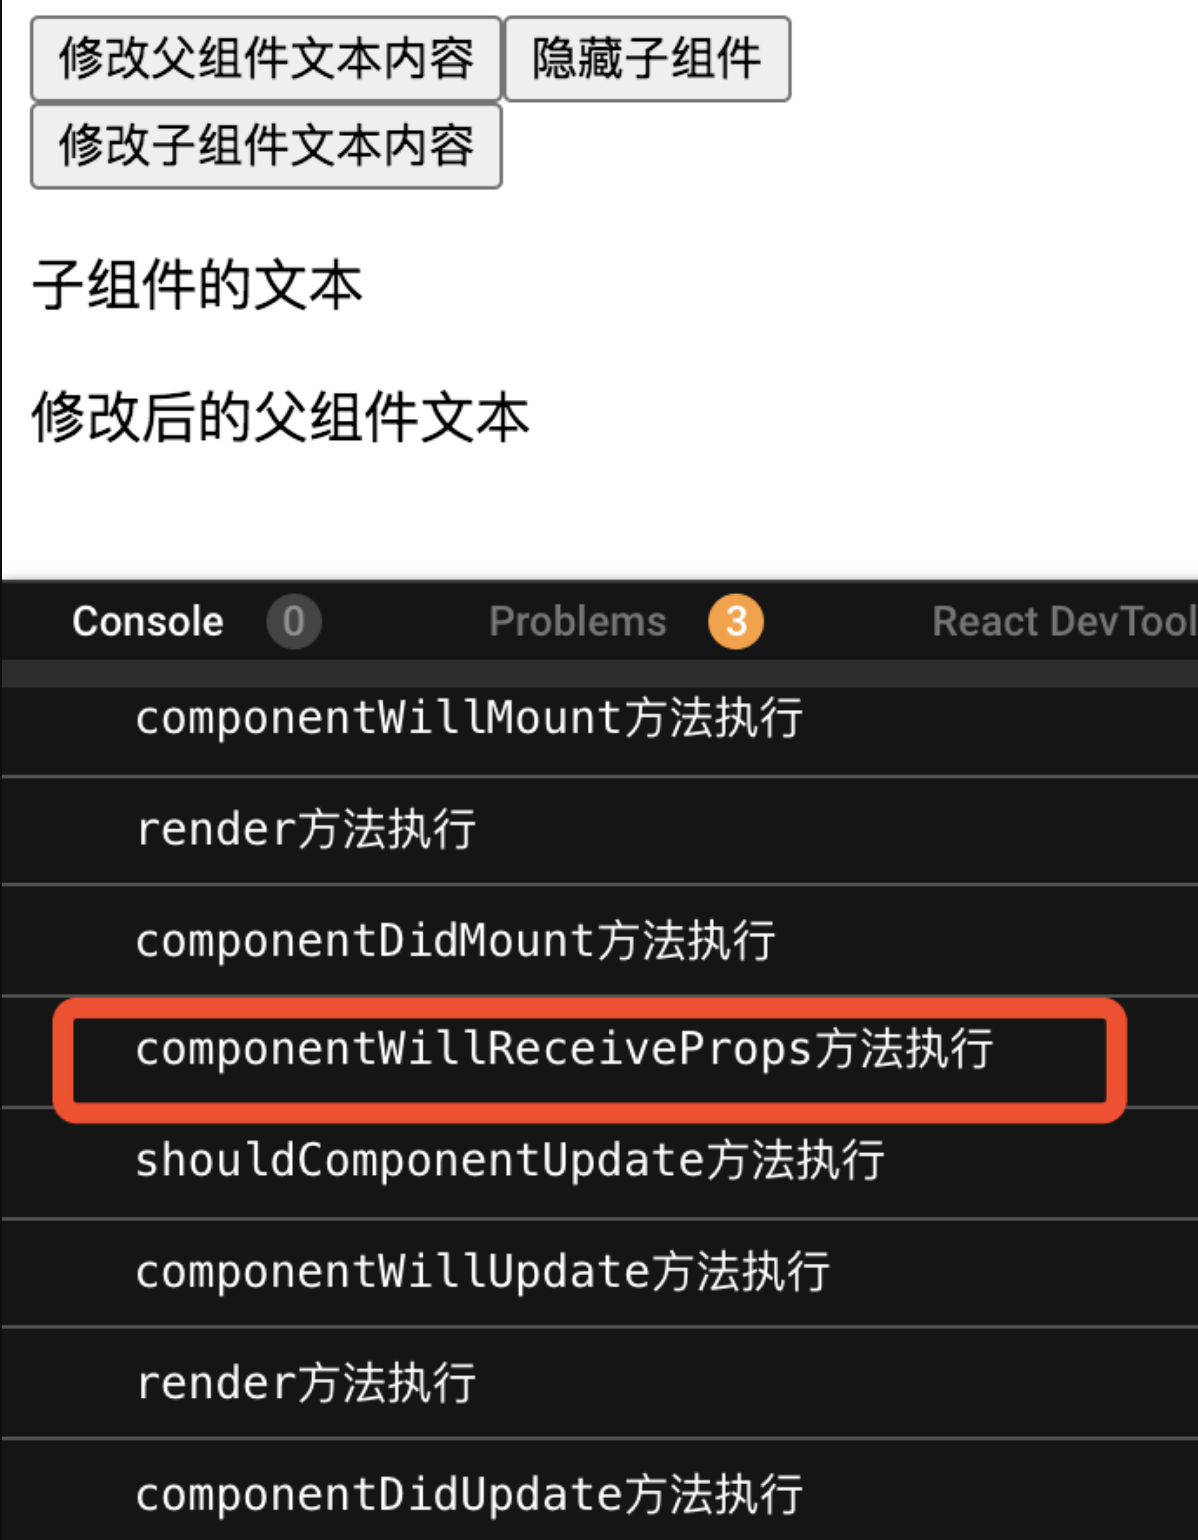 修改父组件文本内容 隐藏子组件
修改子组件文本内容
子组件的文本
修改后的父组件文本
Console 0 Problems 3 React DevTool
componentWillMount方法执行
render方法执行
componentDidMount方法执行
componentWillReceiveProps方法执行
shouldComponentUpdate方法执行
componentWillUpdate方法执行
render方法执行
componentDidUpdate方法执行